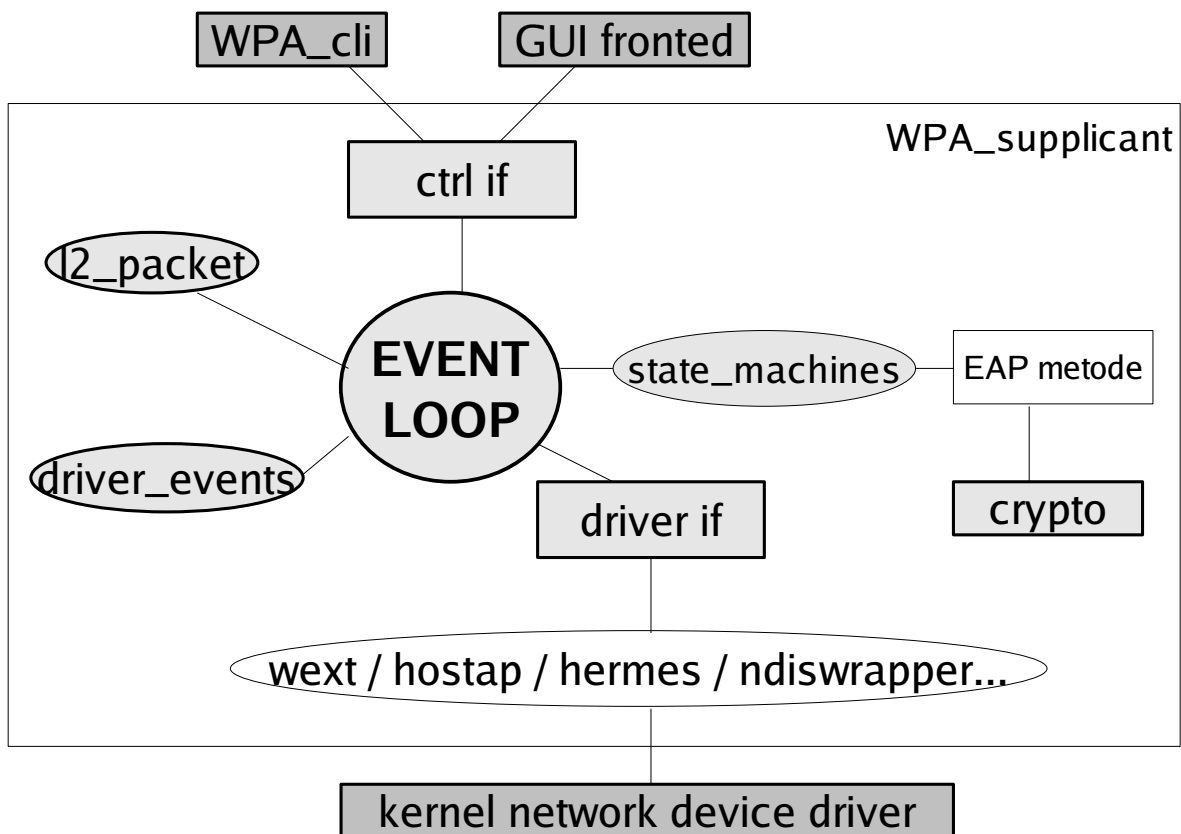 WPA_cli
GUI fronted
WPA_supplicant
ctrl if
l2_packet
EVENT
LOOP
state_machines
EAP metode
driver_events
driver if
crypto
wext / hostap / hermes / ndiswrapper...
kernel network device driver